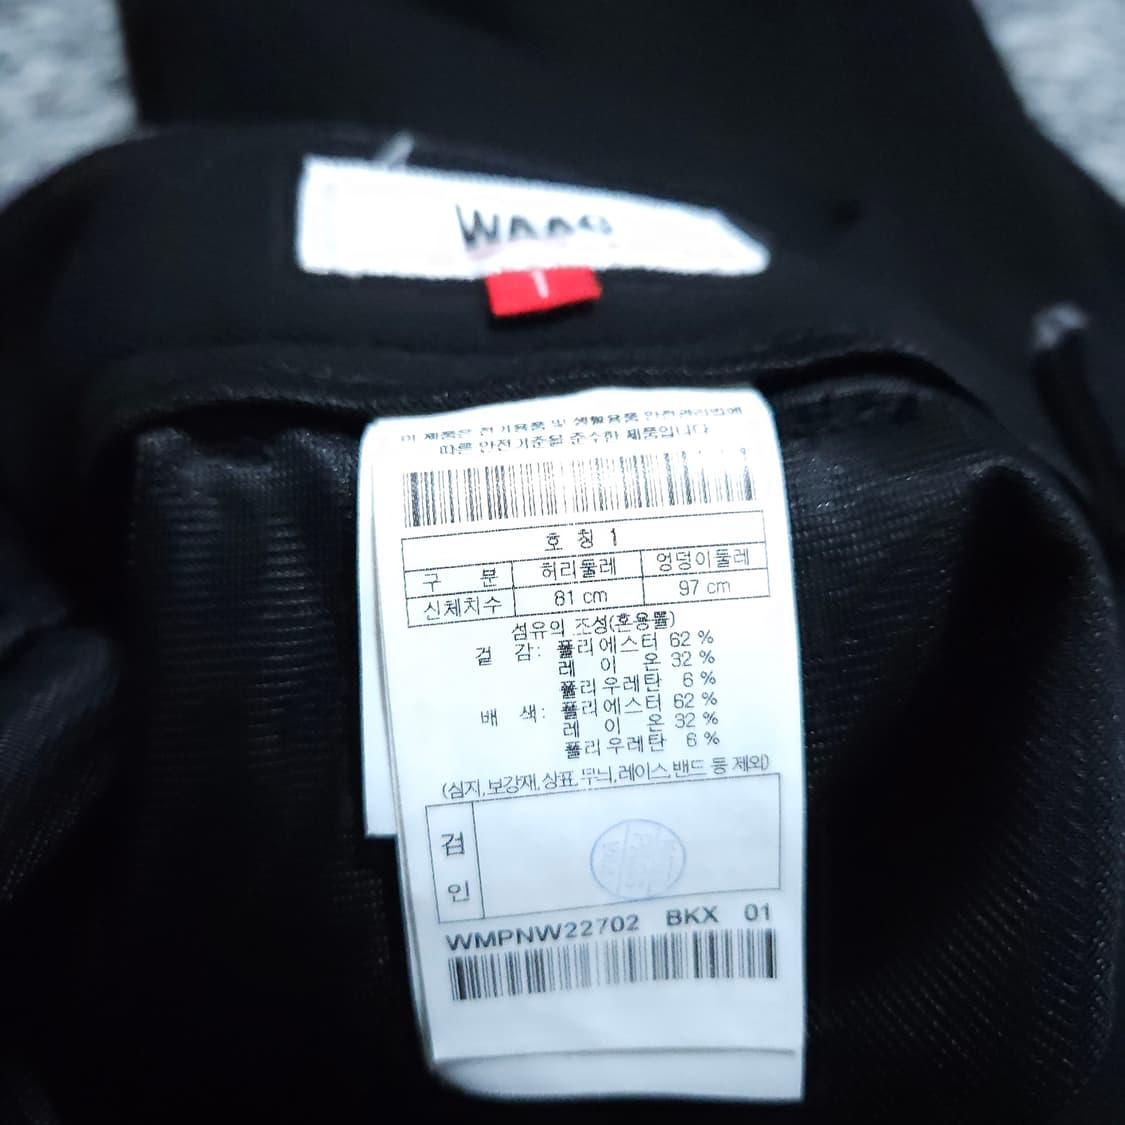 WAAC
1
이 제품은 전기용품 및 생활용품 안전관리법에
따른 안전기준을 준수한 제품입니다
호 칭 1
구 분 허리둘레 엉덩이둘레
신체치수 81 cm 97 cm
섬유의 조성(혼용률)
겉 감: 폴리에스터 62 %
레 이 온 32 %
폴리우레탄 6 %
배 색: 폴리에스터 62 %
레 이 온 32 %
폴리우레탄 6 %
(심지,보강재,상표,무늬,레이스,밴드 등 제외)
검
인
WMPNW22702 BKX 01